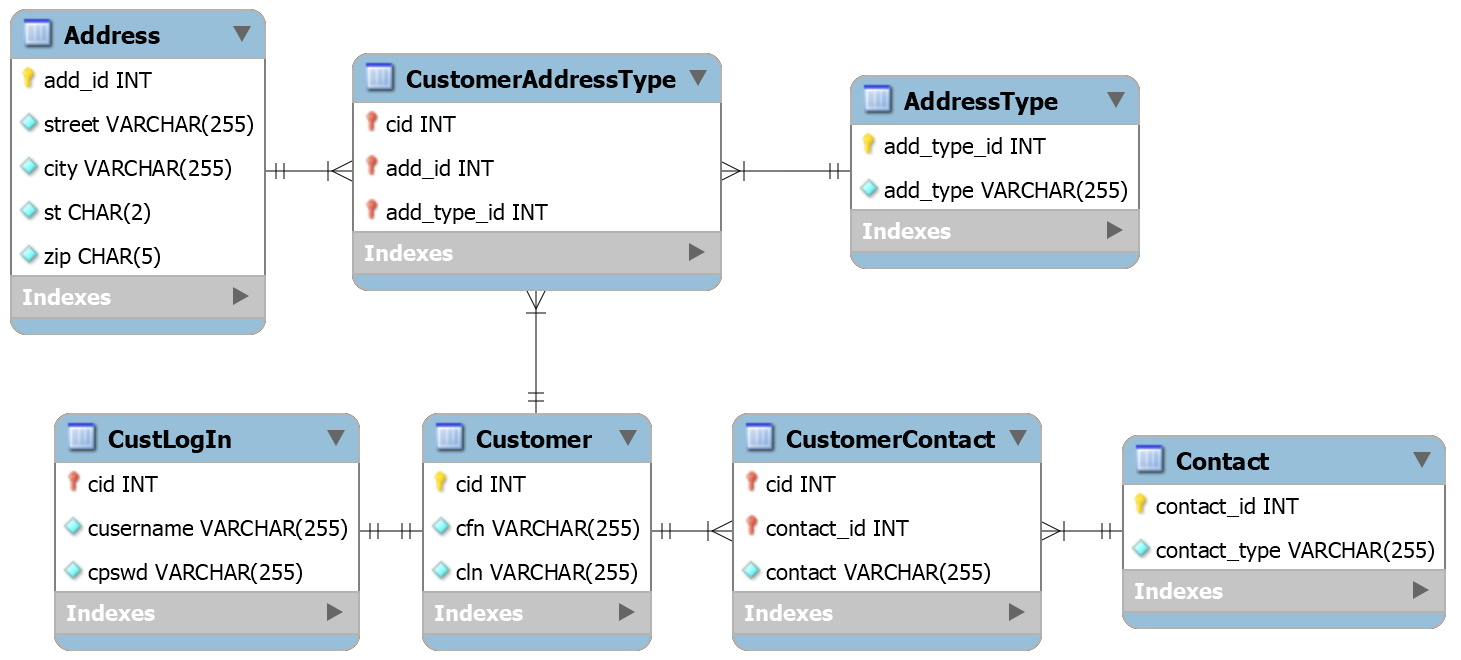 Address
add_id INT
street VARCHAR(255)
city VARCHAR(255)
st CHAR(2)
zip CHAR(5)
Indexes
CustomerAddressType
cid INT
add_id INT
add_type_id INT
Indexes
AddressType
add_type_id INT
add_type VARCHAR(255)
Indexes
CustLogIn
cid INT
cusername VARCHAR(255)
cpswd VARCHAR(255)
Indexes
Customer
cid INT
cfn VARCHAR(255)
cln VARCHAR(255)
Indexes
CustomerContact
cid INT
contact_id INT
contact VARCHAR(255)
Indexes
Contact
contact_id INT
contact_type VARCHAR(255)
Indexes